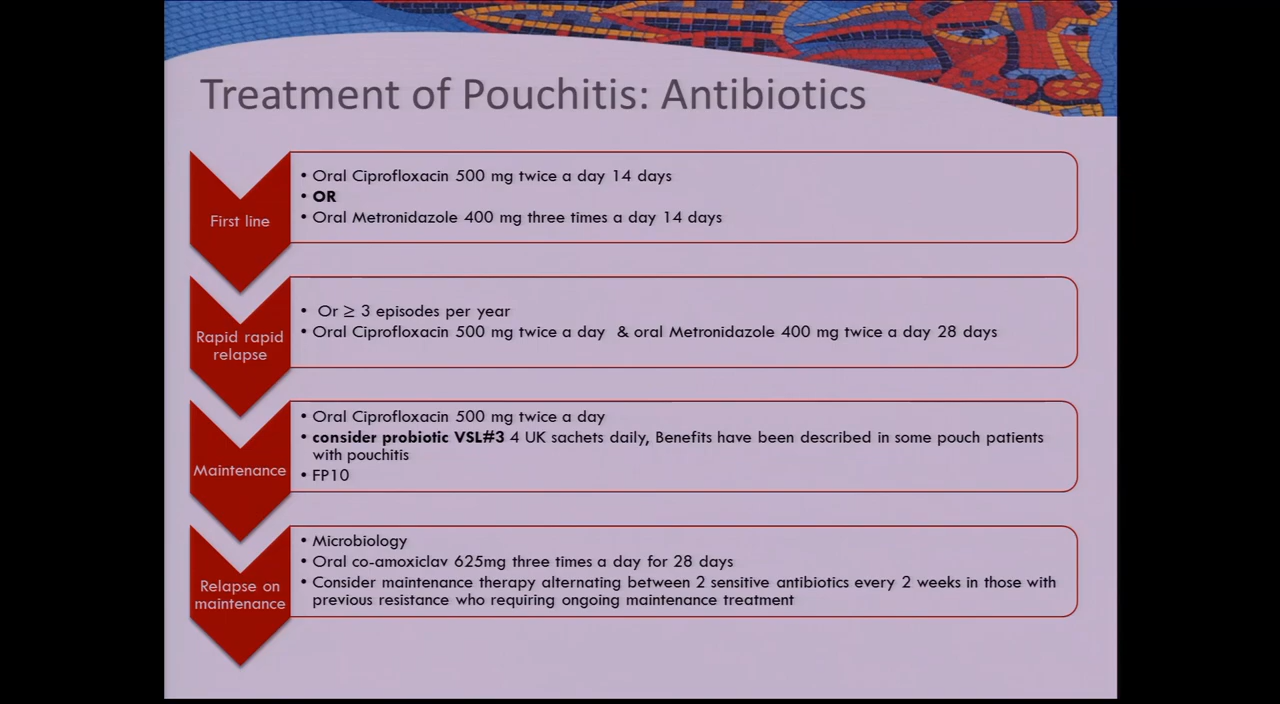 Treatment of Pouchitis: Antibiotics
First line
• Oral Ciprofloxacin 500 mg twice a day 14 days
• OR
• Oral Metronidazole 400 mg three times a day 14 days
Rapid rapid
relapse
• Or ≥ 3 episodes per year
• Oral Ciprofloxacin 500 mg twice a day & oral Metronidazole 400 mg twice a day 28 days
Maintenance
• Oral Ciprofloxacin 500 mg twice a day
• consider probiotic VSL#3 4 UK sachets daily, Benefits have been described in some pouch patients
with pouchitis
• FP10
Relapse on
maintenance
• Microbiology
• Oral co-amoxiclav 625mg three times a day for 28 days
• Consider maintenance therapy alternating between 2 sensitive antibiotics every 2 weeks in those with
previous resistance who requiring ongoing maintenance treatment